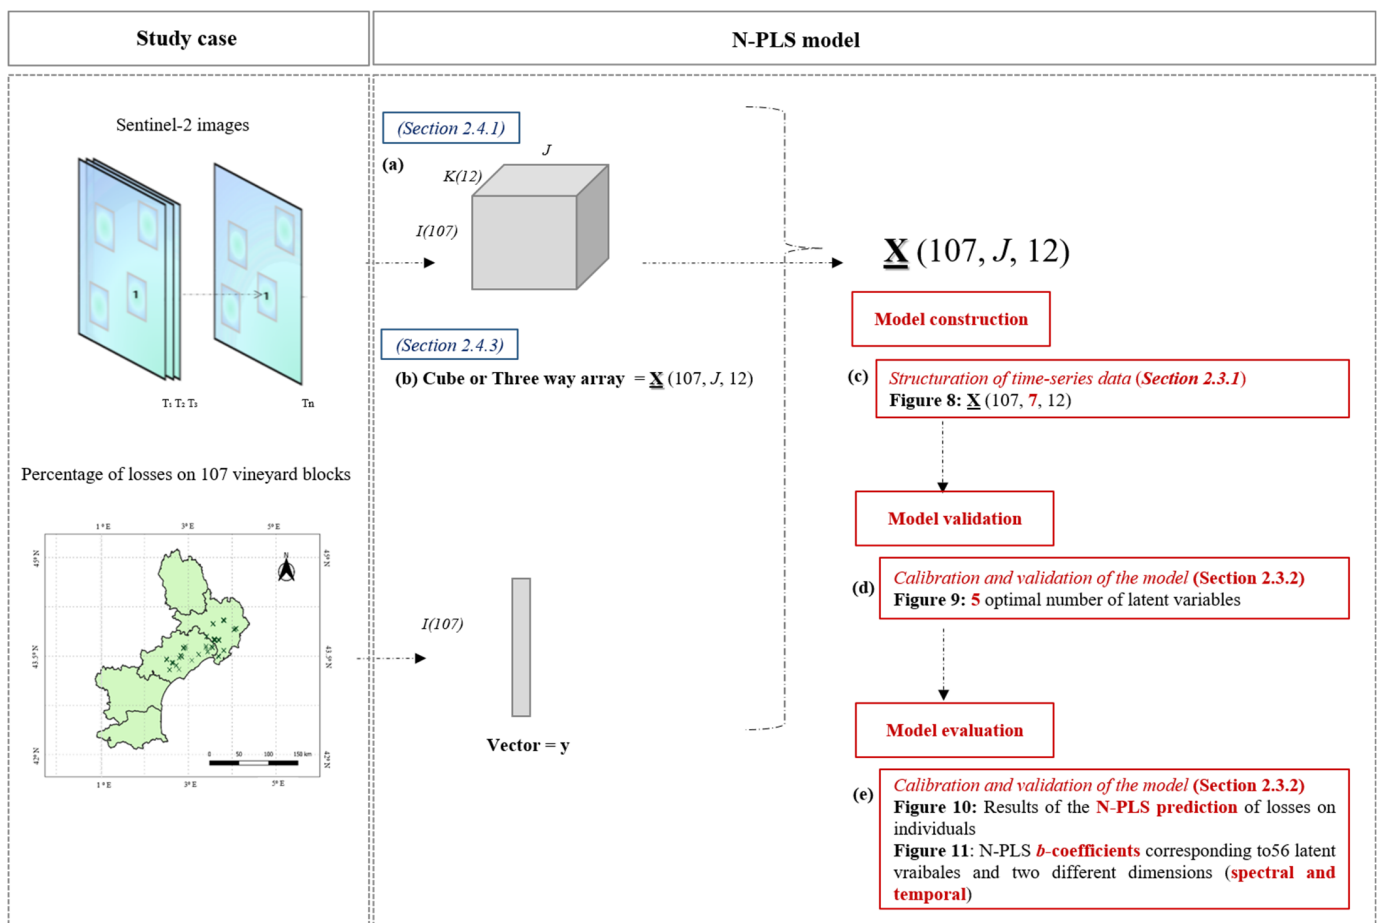 Study case
N-PLS model
Sentinel-2 images
1
1
T₁ T₂ T₃
Tn
Percentage of losses on 107 vineyard blocks
1°E
3°E
5°E
45°N
45°N
N
43.5°N
43.5°N
42°N
42°N
0 50 100 150 km
1°E
3°E
5°E
(Section 2.4.1)
(a)
J
K(12)
I(107)
(Section 2.4.3)
(b) Cube or Three way array = X (107, J, 12)
I(107)
Vector = y
X (107, J, 12)
Model construction
(c)
Structuration of time-series data (Section 2.3.1)
Figure 8: X (107, 7, 12)
Model validation
(d)
Calibration and validation of the model (Section 2.3.2)
Figure 9: 5 optimal number of latent variables
Model evaluation
(e)
Calibration and validation of the model (Section 2.3.2)
Figure 10: Results of the N-PLS prediction of losses on
individuals
Figure 11: N-PLS b-coefficients corresponding to56 latent
vraibales and two different dimensions (spectral and
temporal)